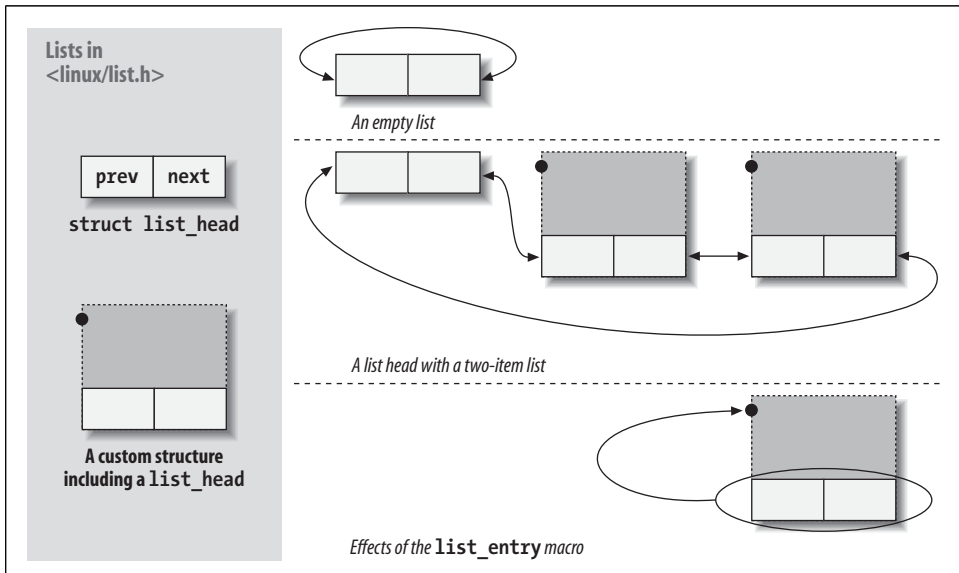 Lists in
<linux/list.h>
prev next
struct list_head
A custom structure
including a list_head
An empty list
A list head with a two-item list
Effects of the list_entry macro